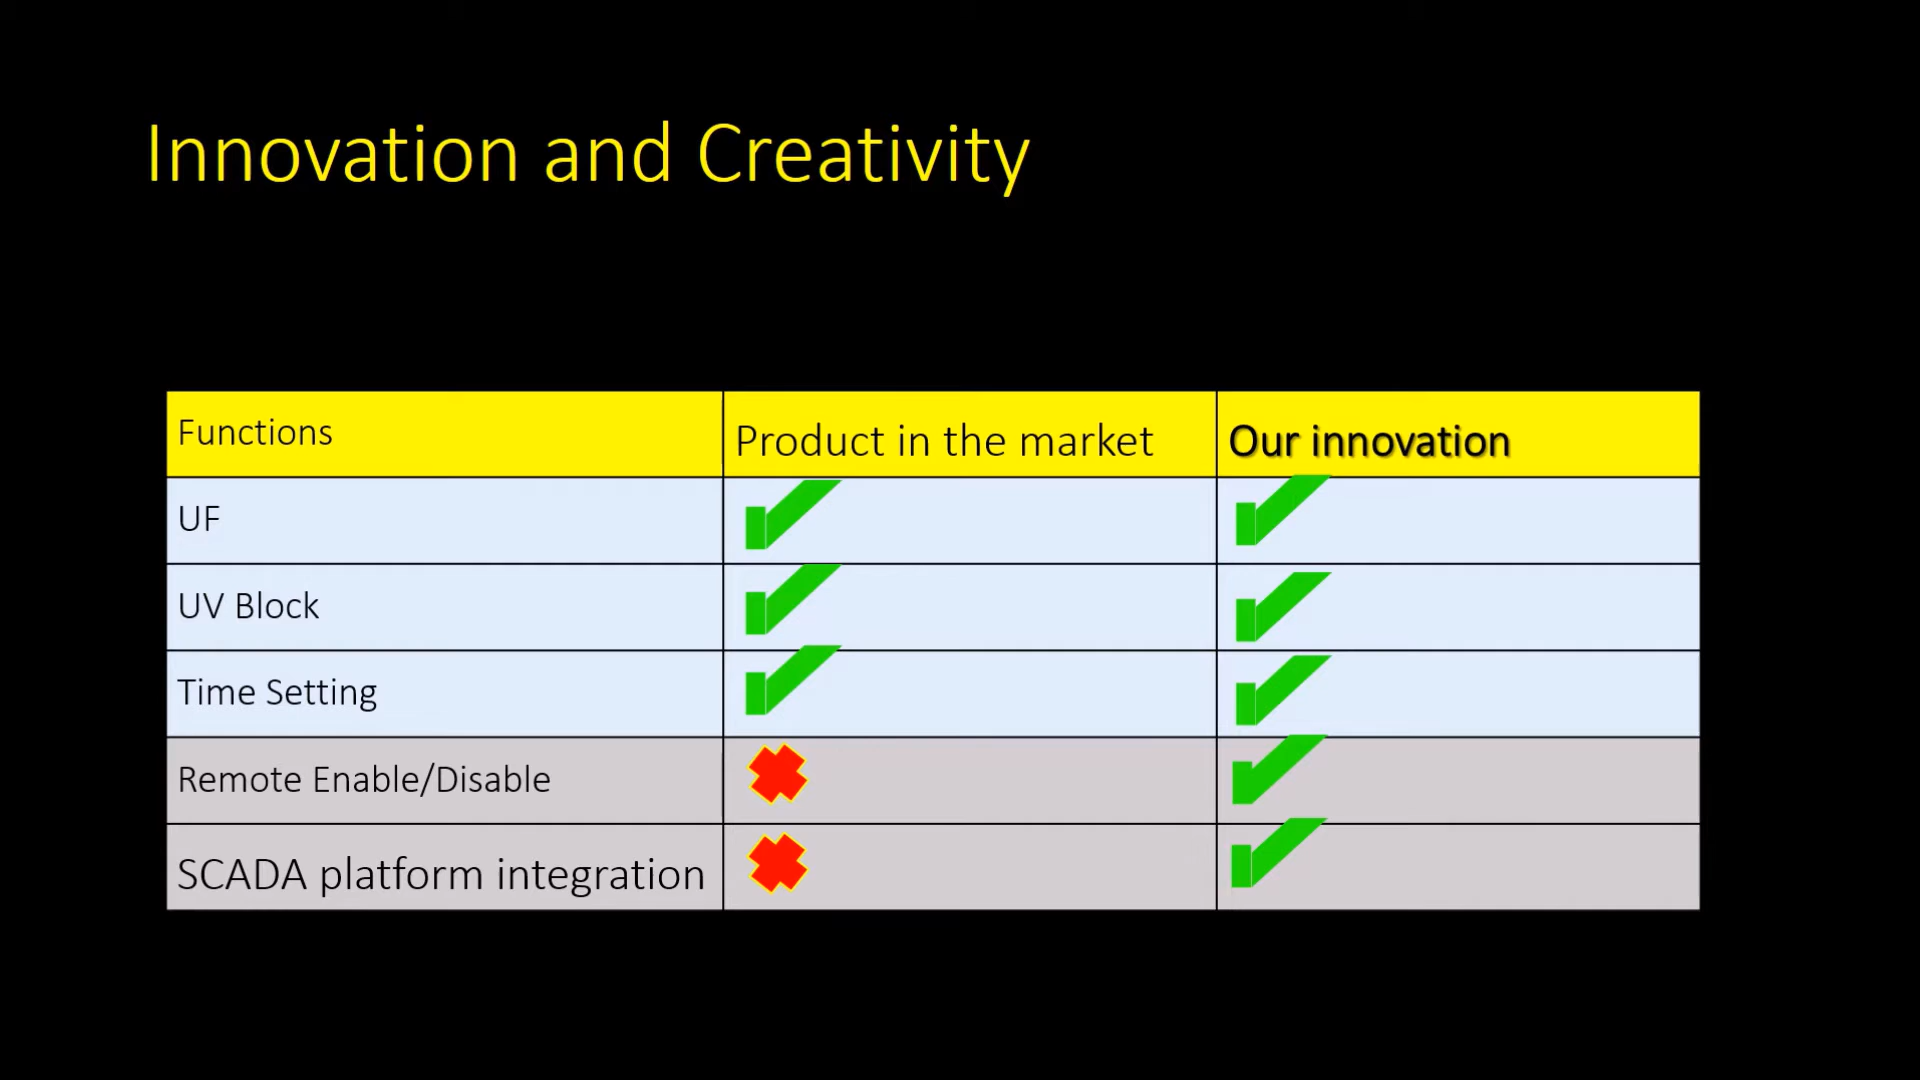 Innovation and Creativity
Functions
Product in the market
Our innovation
UF
UV Block
Time Setting
Remote Enable/Disable
SCADA platform integration